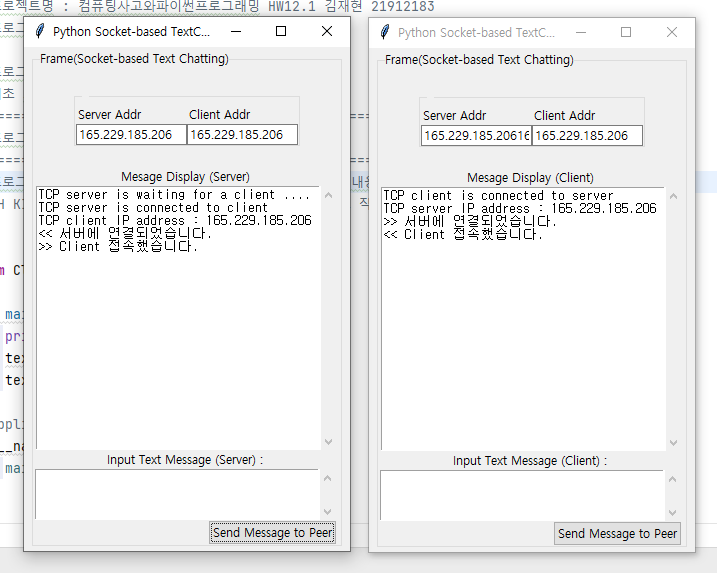 프로젝트명 : 컴퓨팅사고와파이썬프로그래밍 HW12.1 김재현 21912183
Python Socket-based TextC...
Frame(Socket-based Text Chatting)
Server Addr
Client Addr
165.229.185.206
165.229.185.206
Mesage Display (Server)
TCP server is waiting for a client ....
TCP server is connected to client
TCP client IP address : 165.229.185.206
<< 서버에 연결되었습니다.
>> Client 접속했습니다.
Input Text Message (Server) :
Send Message to Peer
Python Socket-based TextC...
Frame(Socket-based Text Chatting)
Server Addr
Client Addr
165.229.185.20616
165.229.185.206
Mesage Display (Client)
TCP client is connected to server
TCP server IP address : 165.229.185.206
>> 서버에 연결되었습니다.
<< Client 접속했습니다.
Input Text Message (Client) :
Send Message to Peer